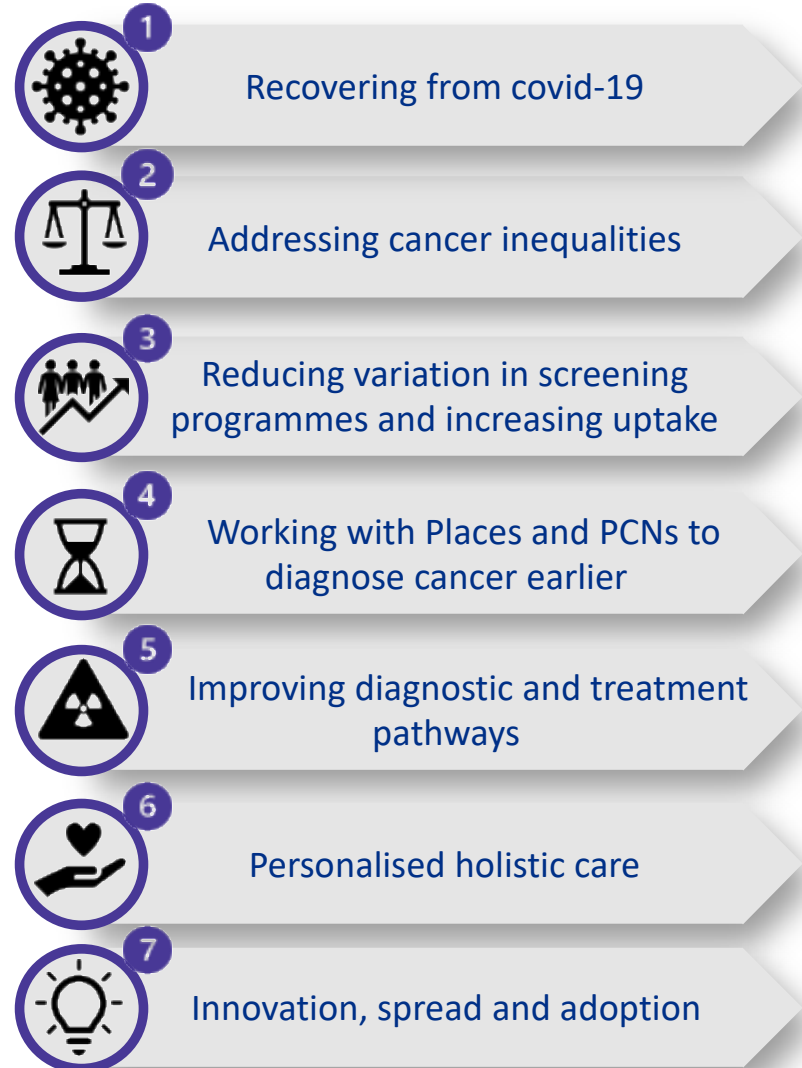 1
Recovering from covid-19
2
Addressing cancer inequalities
3
Reducing variation in screening
programmes and increasing uptake
4
Working with Places and PCNs to
diagnose cancer earlier
5
Improving diagnostic and treatment
pathways
6
Personalised holistic care
7
Innovation, spread and adoption